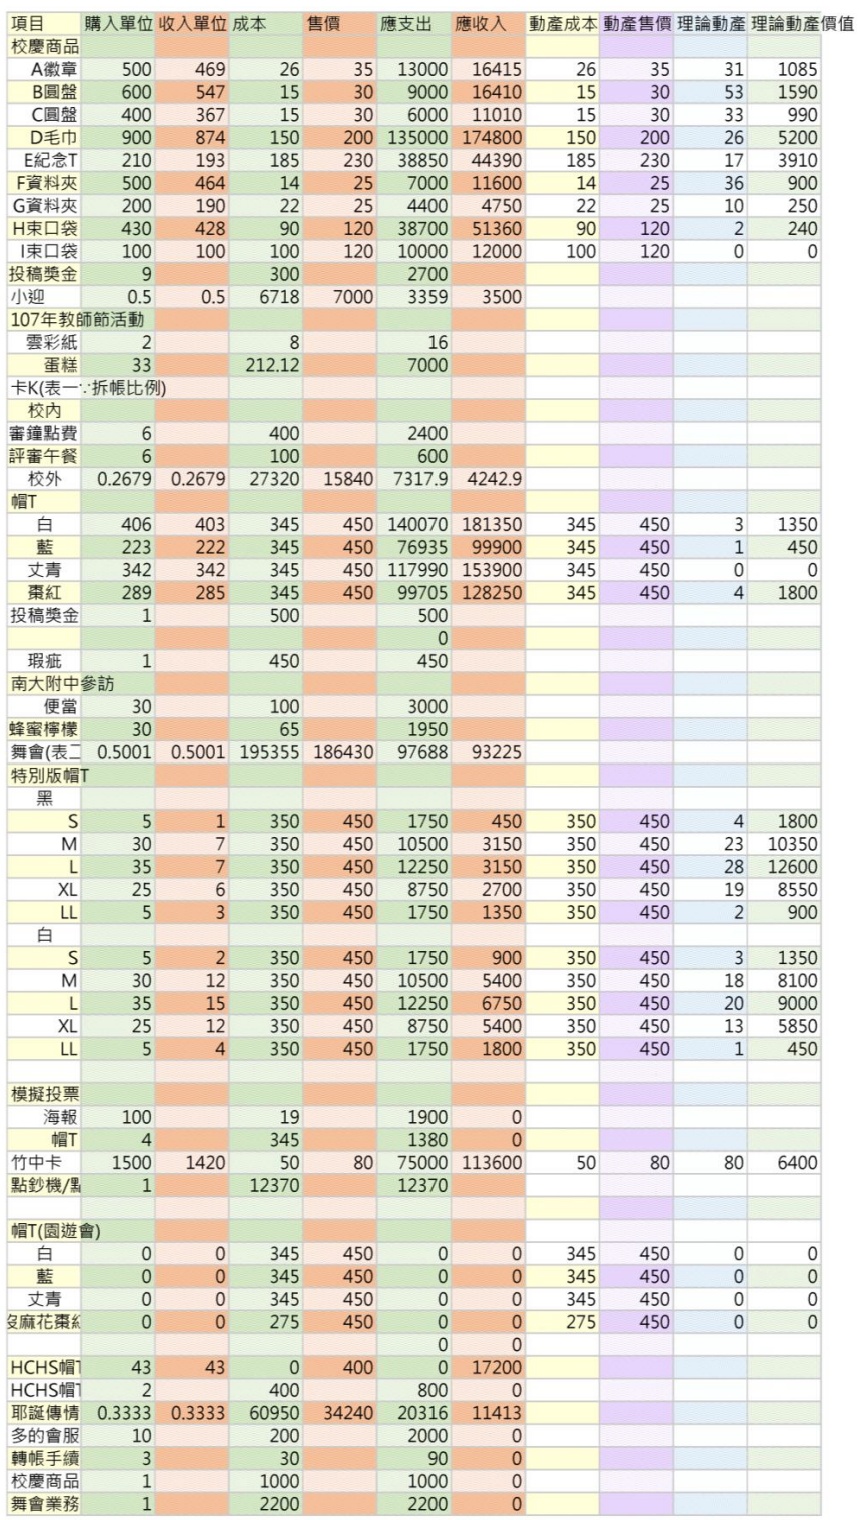 項目 購入單位 收入單位 成本 售價 應支出 應收入 動產成本 動產售價 理論動產 理論動產價值
校慶商品
A徽章 500 469 26 35 13000 16415 26 35 31 1085
B圓盤 600 547 15 30 9000 16410 15 30 53 1590
C圓盤 400 367 15 30 6000 11010 15 30 33 990
D毛巾 900 874 150 200 135000 174800 150 200 26 5200
E紀念T 210 193 185 230 38850 44390 185 230 17 3910
F資料夾 500 464 14 25 7000 11600 14 25 36 900
G資料夾 200 190 22 25 4400 4750 22 25 10 250
H束口袋 430 428 90 120 38700 51360 90 120 2 240
I束口袋 100 100 100 120 10000 12000 100 120 0 0
投稿獎金 9 300 2700
小迎 0.5 0.5 6718 7000 3359 3500
107年教師節活動
雲彩紙 2 8 16
蛋糕 33 212.12 7000
卡K(表一∵拆帳比例)
校內
審鐘點費 6 400 2400
評審午餐 6 100 600
校外 0.2679 0.2679 27320 15840 7317.9 4242.9
帽T
白 406 403 345 450 140070 181350 345 450 3 1350
藍 223 222 345 450 76935 99900 345 450 1 450
丈青 342 342 345 450 117990 153900 345 450 0 0
棗紅 289 285 345 450 99705 128250 345 450 4 1800
投稿獎金 1 500 500
0
瑕疵 1 450 450
南大附中參訪
便當 30 100 3000
蜂蜜檸檬 30 65 1950
舞會(表二 0.5001 0.5001 195355 186430 97688 93225
特別版帽T
黑
S 5 1 350 450 1750 450 350 450 4 1800
M 30 7 350 450 10500 3150 350 450 23 10350
L 35 7 350 450 12250 3150 350 450 28 12600
XL 25 6 350 450 8750 2700 350 450 19 8550
LL 5 3 350 450 1750 1350 350 450 2 900
白
S 5 2 350 450 1750 900 350 450 3 1350
M 30 12 350 450 10500 5400 350 450 18 8100
L 35 15 350 450 12250 6750 350 450 20 9000
XL 25 12 350 450 8750 5400 350 450 13 5850
LL 5 4 350 450 1750 1800 350 450 1 450
模擬投票
海報 100 19 1900 0
帽T 4 345 1380 0
竹中卡 1500 1420 50 80 75000 113600 50 80 80 6400
點鈔機/點 1 12370 12370
帽T(園遊會)
白 0 0 345 450 0 0 345 450 0 0
藍 0 0 345 450 0 0 345 450 0 0
丈青 0 0 345 450 0 0 345 450 0 0
麻花棗紅 0 0 275 450 0 0 275 450 0 0
0 0
HCHS帽T 43 43 0 400 0 17200
HCHS帽T 2 400 800 0
耶誕傳情 0.3333 0.3333 60950 34240 20316 11413
多的會服 10 200 2000 0
轉帳手續 3 30 90 0
校慶商品 1 1000 1000 0
舞會業務 1 2200 2200 0